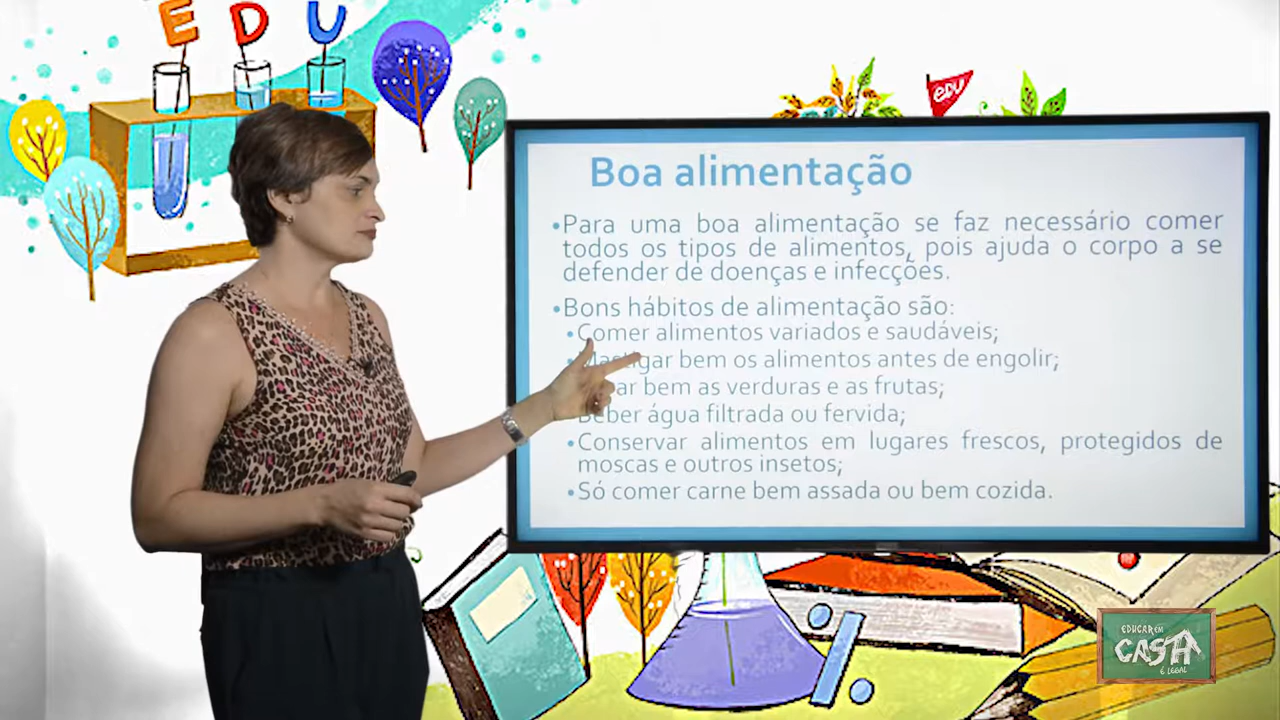 EDU
EDU
Boa alimentação
•Para uma boa alimentação se faz necessário comer
todos os tipos de alimentos, pois ajuda o corpo a se
defender de doenças e infecções.
•Bons hábitos de alimentação são:
•Comer alimentos variados e saudáveis;
•Mastigar bem os alimentos antes de engolir;
bem as verduras e as frutas;
Beber água filtrada ou fervida;
•Conservar alimentos em lugares frescos, protegidos de
moscas e outros insetos;
•Só comer carne bem assada ou bem cozida.
EDUCAR EM
CASA
É LEGAL